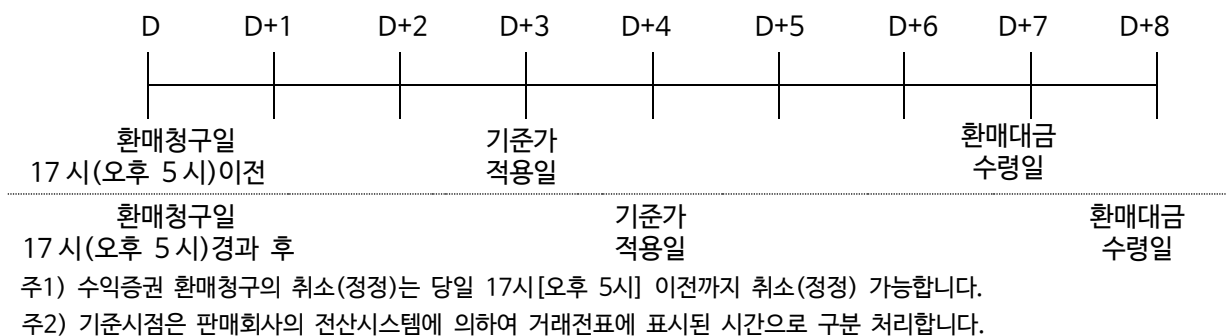 D D+1 D+2 D+3 D+4 D+5 D+6 D+7 D+8
환매청구일 기준가 환매대금
17시(오후 5시)이전 적용일 수령일
환매청구일 기준가 환매대금
17시(오후 5시)경과 후 적용일 수령일
주1) 수익증권 환매청구의 취소(정정)는 당일 17시[오후 5시] 이전까지 취소(정정) 가능합니다.
주2) 기준시점은 판매회사의 전산시스템에 의하여 거래전표에 표시된 시간으로 구분 처리합니다.